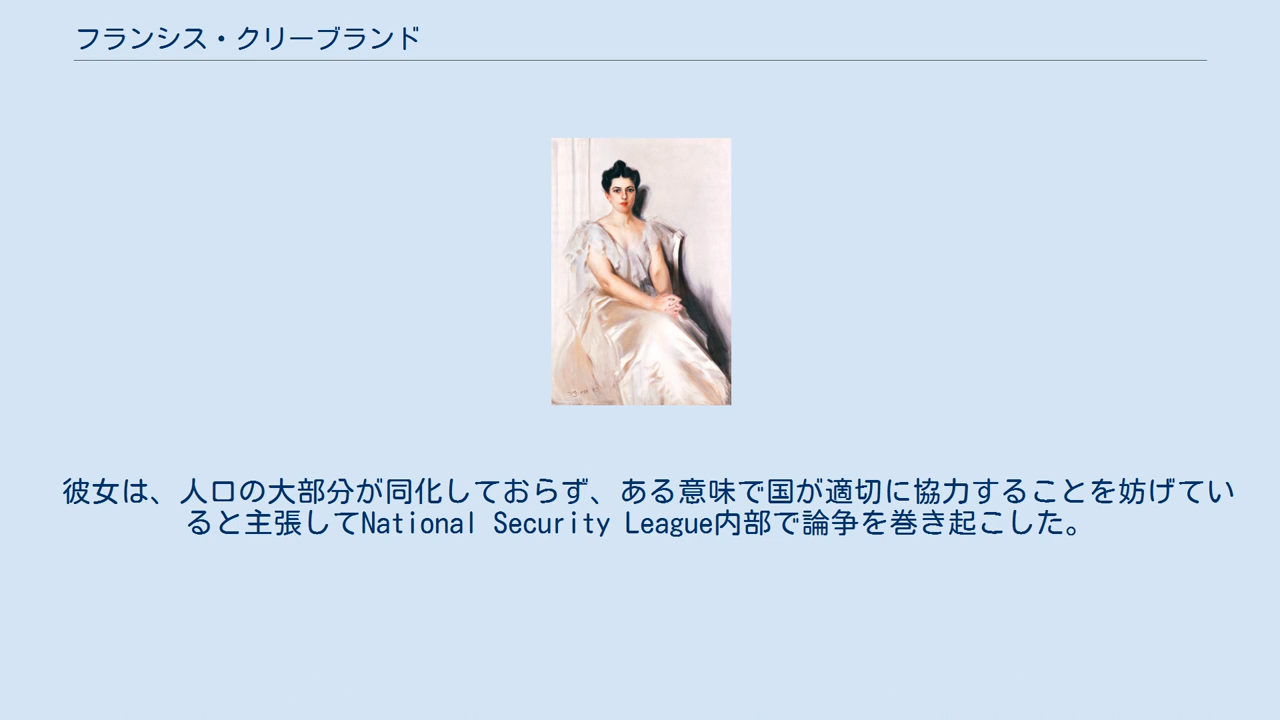 フランシス・クリーブランド
彼女は、人口の大部分が同化しておらず、ある意味で国が適切に協力することを妨げてい
ると主張してNational Security League内部で論争を巻き起こした。